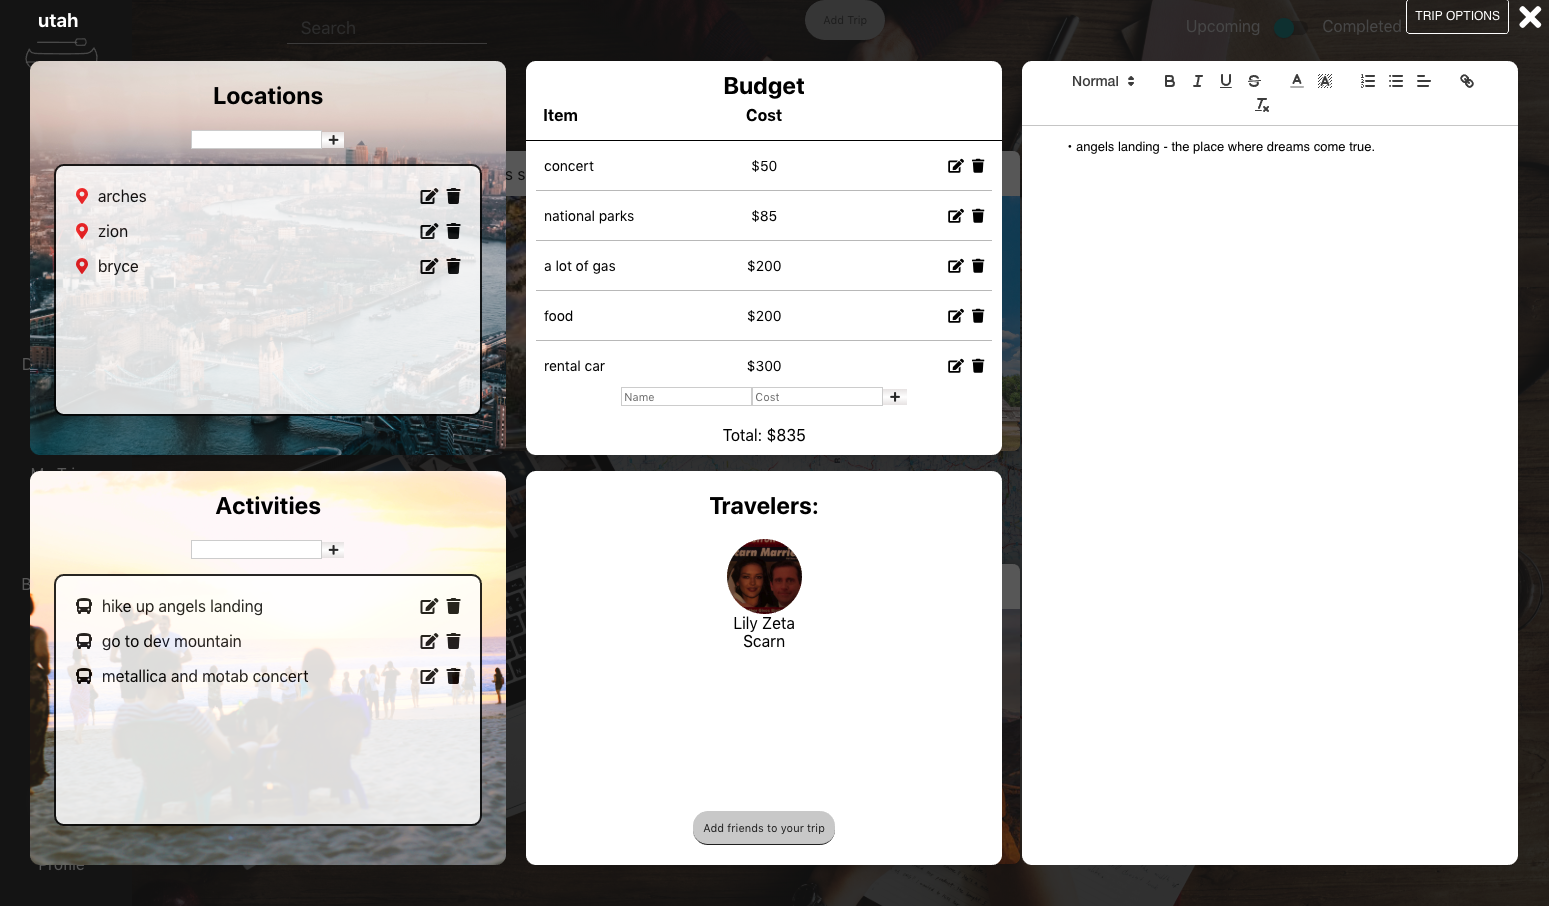 utah
Search
Add Trip
Upcoming
Completed
TRIP OPTIONS
Locations
arches
zion
bryce
Budget
Item Cost
concert $50
national parks $85
a lot of gas $200
food $200
rental car $300
Name Cost
Total: $835
Normal
angels landing - the place where dreams come true.
Activities
hike up angels landing
go to dev mountain
metallica and motab concert
Travelers:
Lily Zeta
Scarn
Add friends to your trip
Profile